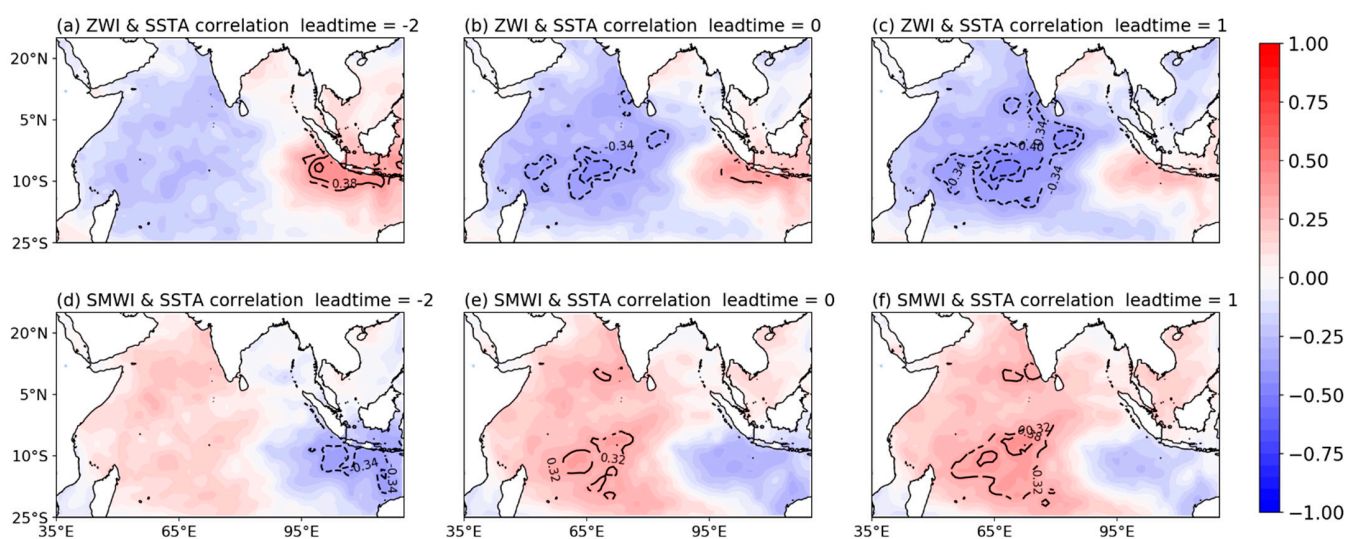 (a) ZWI & SSTA correlation leadtime = -2
(b) ZWI & SSTA correlation leadtime = 0
(c) ZWI & SSTA correlation leadtime = 1
20°N
5°N
10°S
25°S
0.38
-0.34
-0.34
-0.40
-0.34
-0.34
1.00
0.75
0.50
0.25
0.00
−0.25
−0.50
−0.75
−1.00
(d) SMWI & SSTA correlation leadtime = -2
(e) SMWI & SSTA correlation leadtime = 0
(f) SMWI & SSTA correlation leadtime = 1
20°N
5°N
10°S
25°S
-0.34
-0.34
0.32
0.32
0.32
0.32
35°E
65°E
95°E
35°E
65°E
95°E
35°E
65°E
95°E